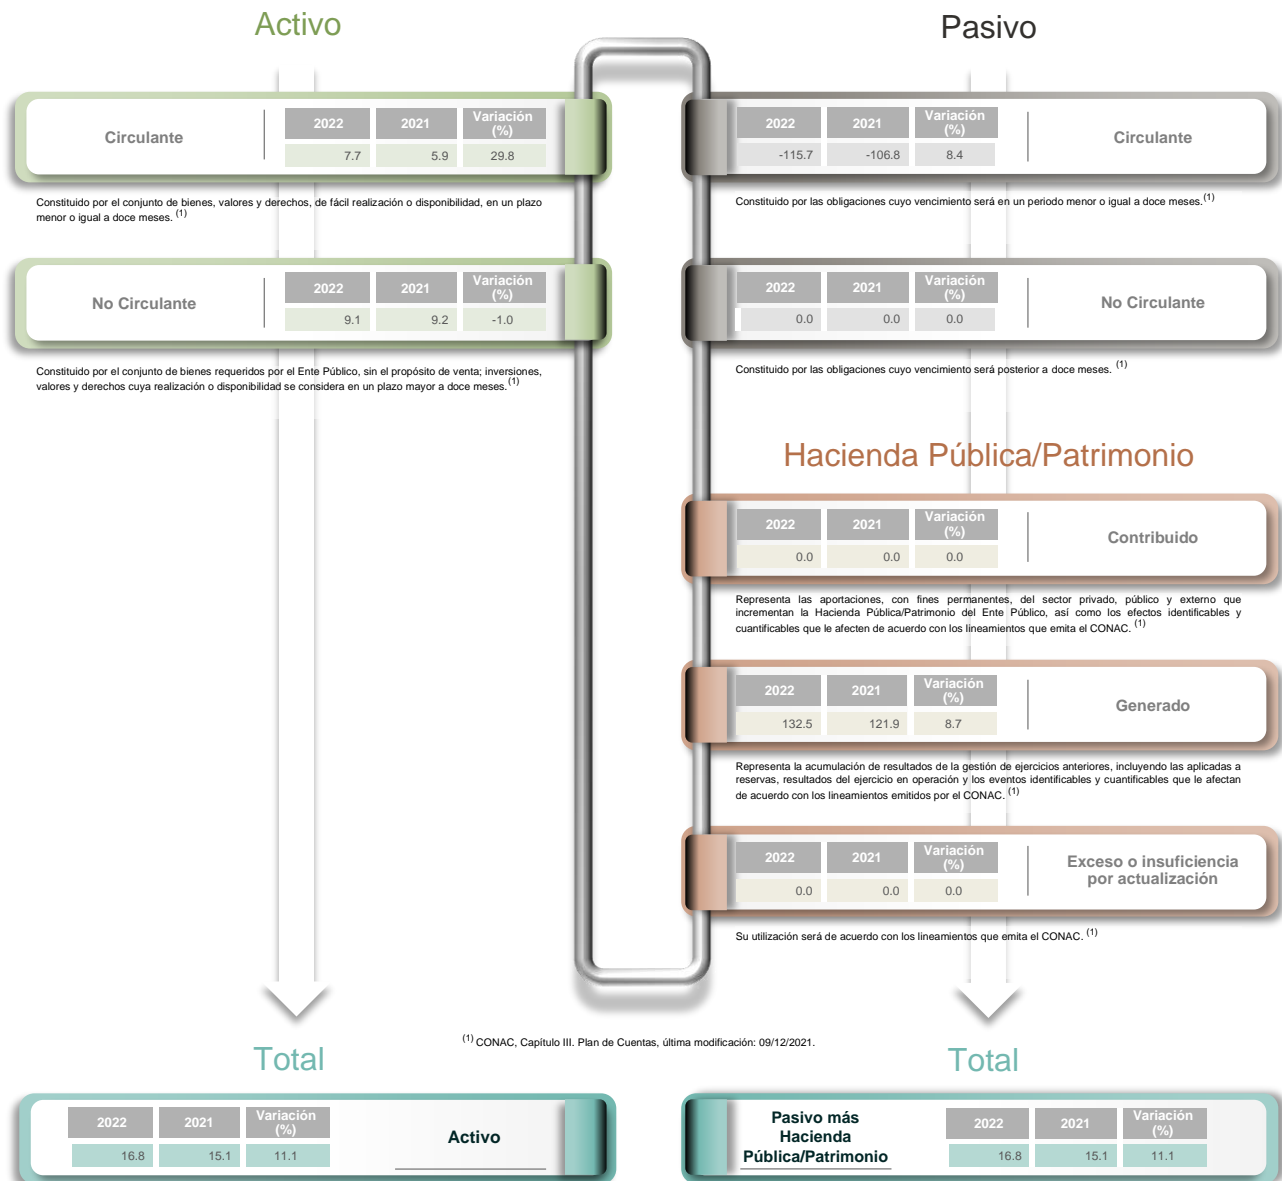 Activo
Circulante
2022 2021 Variación (%)
7.7 5.9 29.8
Constituido por el conjunto de bienes, valores y derechos, de fácil realización o disponibilidad, en un plazo
menor o igual a doce meses. (1)
No Circulante
2022 2021 Variación (%)
9.1 9.2 -1.0
Constituido por el conjunto de bienes requeridos por el Ente Público, sin el propósito de venta; inversiones,
valores y derechos cuya realización o disponibilidad se considera en un plazo mayor a doce meses. (1)
Pasivo
2022 2021 Variación (%)
-115.7 -106.8 8.4
Circulante
Constituido por las obligaciones cuyo vencimiento será en un periodo menor o igual a doce meses. (1)
2022 2021 Variación (%)
0.0 0.0 0.0
No Circulante
Constituido por las obligaciones cuyo vencimiento será posterior a doce meses. (1)
Hacienda Pública/Patrimonio
2022 2021 Variación (%)
0.0 0.0 0.0
Contribuido
Representa las aportaciones, con fines permanentes, del sector privado, público y externo que
incrementan la Hacienda Pública/Patrimonio del Ente Público, así como los efectos identificables y
cuantificables que le afecten de acuerdo con los lineamientos que emita el CONAC. (1)
2022 2021 Variación (%)
132.5 121.9 8.7
Generado
Representa la acumulación de resultados de la gestión de ejercicios anteriores, incluyendo las aplicadas a
reservas, resultados del ejercicio en operación y los eventos identificables y cuantificables que le afectan
de acuerdo con los lineamientos emitidos por el CONAC. (1)
2022 2021 Variación (%)
0.0 0.0 0.0
Exceso o insuficiencia
por actualización
Su utilización será de acuerdo con los lineamientos que emita el CONAC. (1)
(1) CONAC, Capítulo III. Plan de Cuentas, última modificación: 09/12/2021.
Total
2022 2021 Variación (%)
16.8 15.1 11.1
Activo
Total
Pasivo más
Hacienda
Pública/Patrimonio
2022 2021 Variación (%)
16.8 15.1 11.1